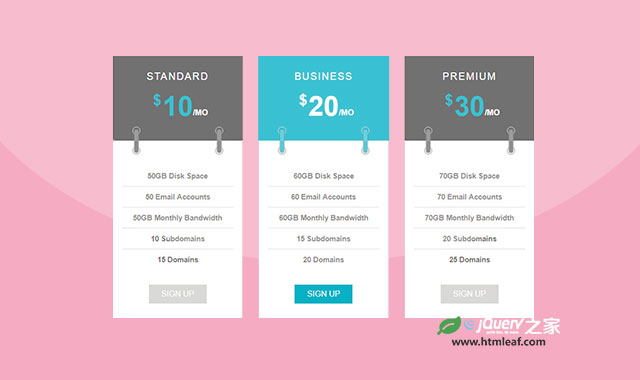 STANDARD
$10/MO
50GB Disk Space
50 Email Accounts
50GB Monthly Bandwidth
10 Subdomains
15 Domains
SIGN UP
BUSINESS
$20/MO
60GB Disk Space
60 Email Accounts
60GB Monthly Bandwidth
15 Subdomains
20 Domains
SIGN UP
PREMIUM
$30/MO
70GB Disk Space
70 Email Accounts
70GB Monthly Bandwidth
20 Subdomains
25 Domains
SIGN UP
jQuery之家
www.htmleaf.com